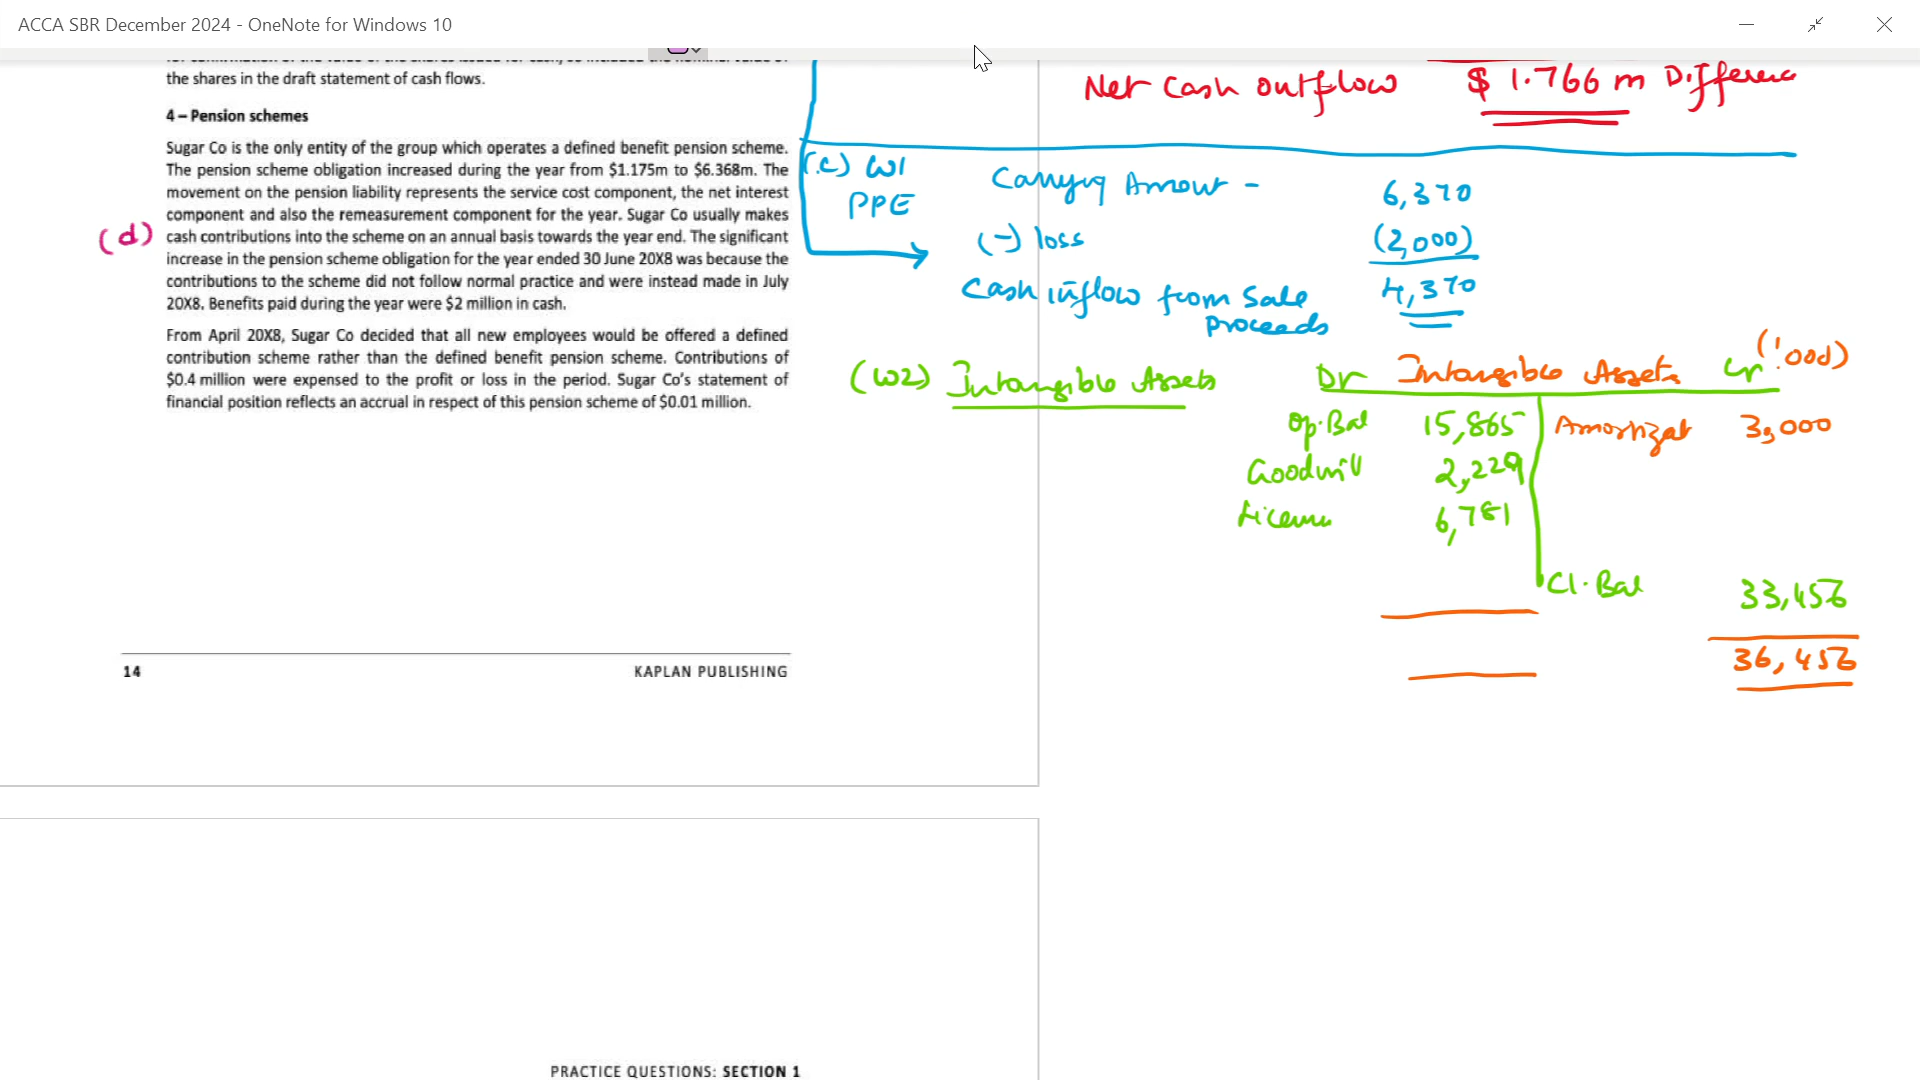 ACCA SBR December 2024 - OneNote for Windows 10
the shares in the draft statement of cash flows.
4 – Pension schemes
Sugar Co is the only entity of the group which operates a defined benefit pension scheme.
The pension scheme obligation increased during the year from $1.175m to $6.368m. The
movement on the pension liability represents the service cost component, the net interest
component and also the remeasurement component for the year. Sugar Co usually makes
(d)
cash contributions into the scheme on an annual basis towards the year end. The significant
increase in the pension scheme obligation for the year ended 30 June 20X8 was because the
contributions to the scheme did not follow normal practice and were instead made in July
20X8. Benefits paid during the year were $2 million in cash.
From April 20X8, Sugar Co decided that all new employees would be offered a defined
contribution scheme rather than the defined benefit pension scheme. Contributions of
$0.4 million were expensed to the profit or loss in the period. Sugar Co's statement of
financial position reflects an accrual in respect of this pension scheme of $0.01 million.
14 KAPLAN PUBLISHING
PRACTICE QUESTIONS: SECTION 1
Net Cash outflow $ 1.766 m Difference
(c) W1
PPE
Carrying Amount - 6,370
(-) loss (2,000)
Cash inflow from Sale 4,370
Proceeds
(W2) Intangible Assets
Dr Intangible Assets Cr ('000)
Op. Bal 15,865 Amortizat 3,000
Goodwill 2,229
License 6,781
Cl. Bal 33,456
36,456